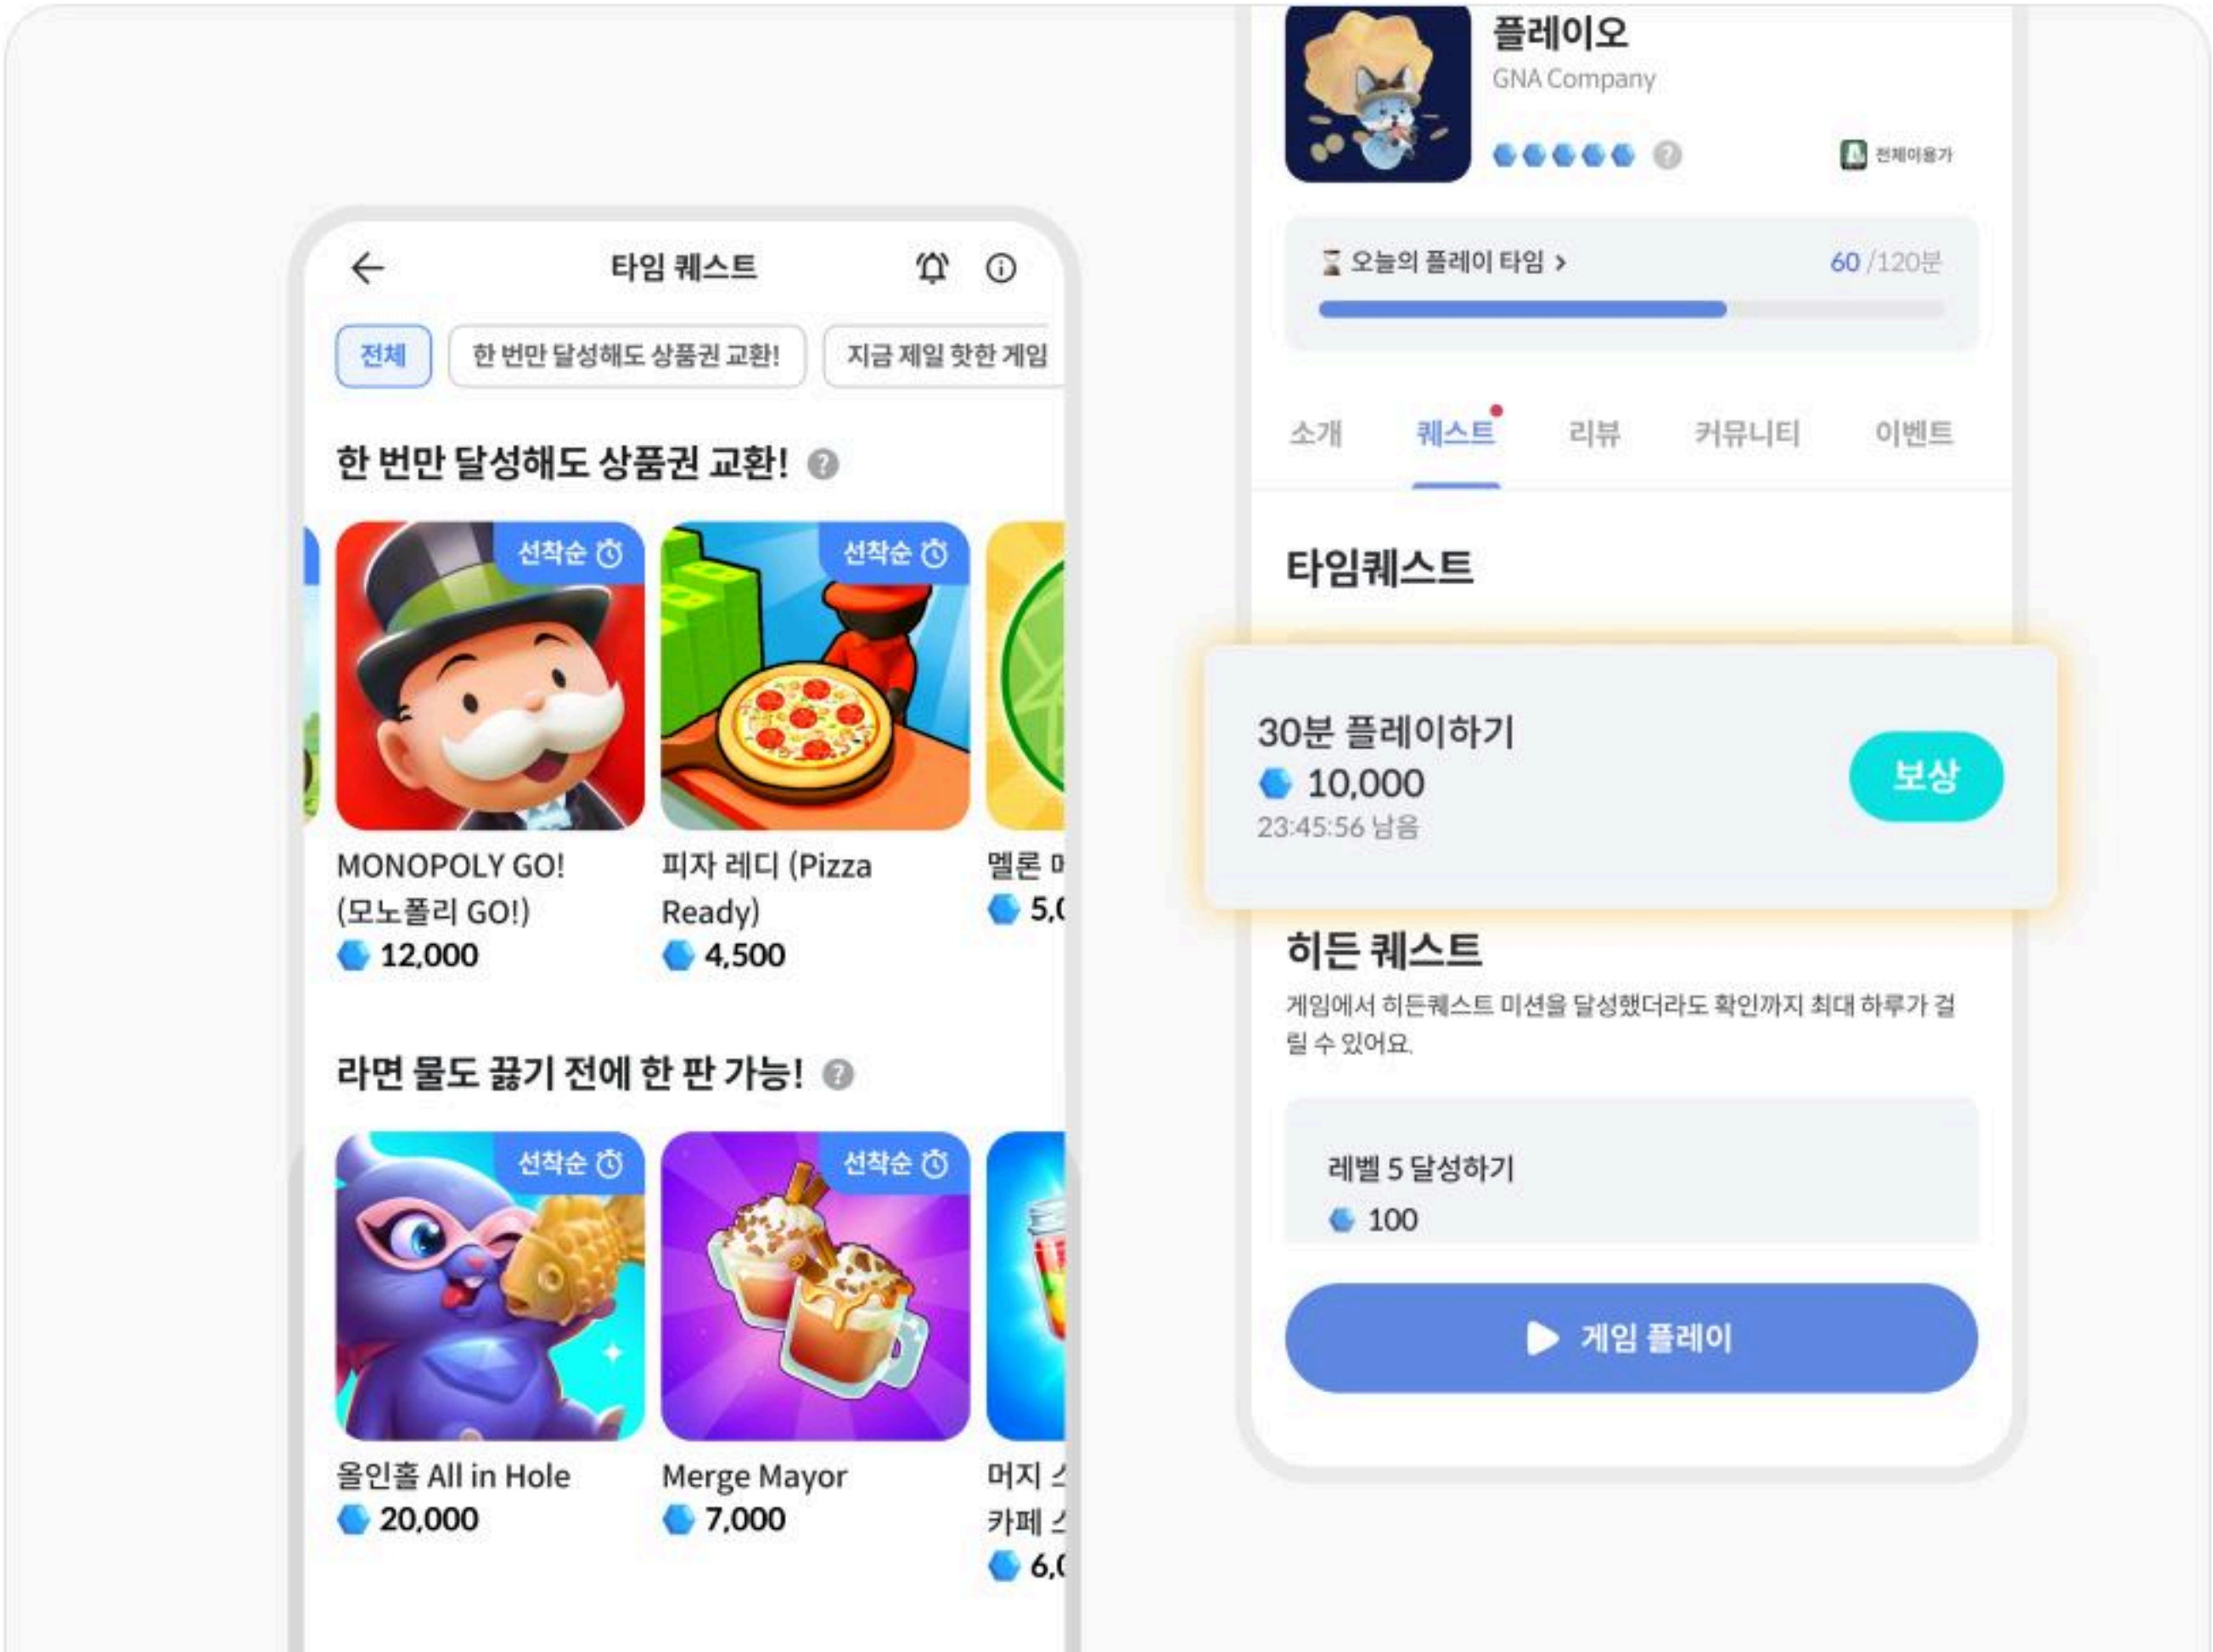 타임 퀘스트
전체
한 번만 달성해도 상품권 교환!
지금 제일 핫한 게임
한 번만 달성해도 상품권 교환!
선착순
선착순
MONOPOLY GO!
(모노폴리 GO!)
12,000
피자 레디 (Pizza
Ready)
4,500
멜론
5,0
라면 물도 끓기 전에 한 판 가능!
선착순
선착순
올인홀 All in Hole
20,000
Merge Mayor
7,000
머지
카페
6,0
플레이오
GNA Company
전체이용가
오늘의 플레이 타임 >
60 /120분
소개
퀘스트
리뷰
커뮤니티
이벤트
타임퀘스트
30분 플레이하기
10,000
23:45:56 남음
보상
히든 퀘스트
게임에서 히든퀘스트 미션을 달성했더라도 확인까지 최대 하루가 걸
릴 수 있어요.
레벨 5 달성하기
100
게임 플레이